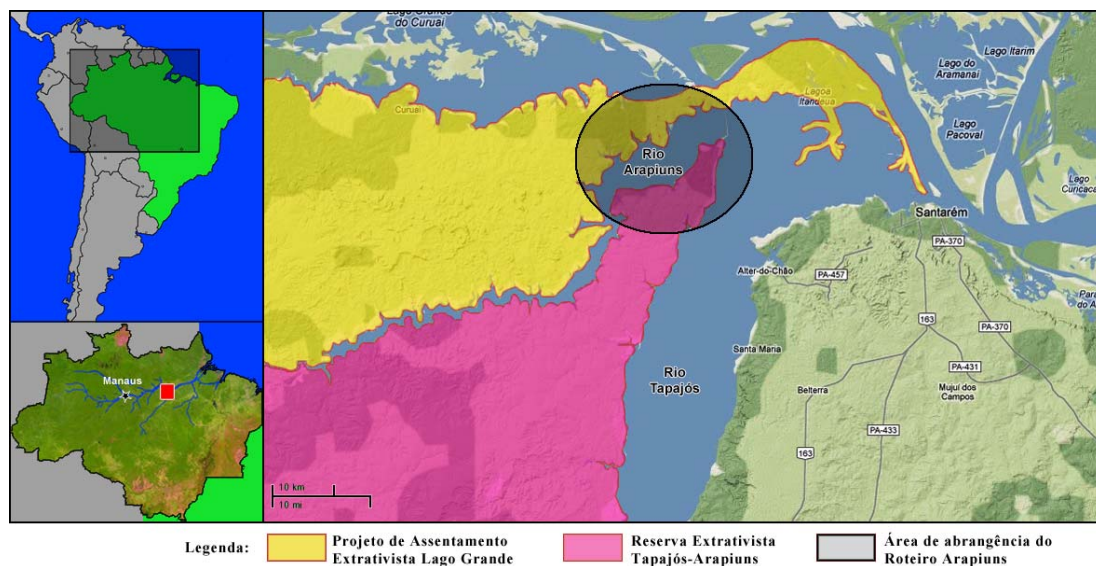 Lago Grande
do Curuai
Lago Itarim
Lago do
Aramanai
Lago
Pacoval
Lago
Curuai
Lagoa
Itandeua
Rio
Arapiuns
Santarém
PA-370
Alter-do-Chão
PA-457
163
PA-370
Santa Maria
Rio
Tapajós
PA-431
Belterra
Mujuí dos
Campos
PA-433
163
Manaus
10 km
10 mi
Legenda:
Projeto de Assentamento
Extrativista Lago Grande
Reserva Extrativista
Tapajós-Arapiuns
Área de abrangência do
Roteiro Arapiuns